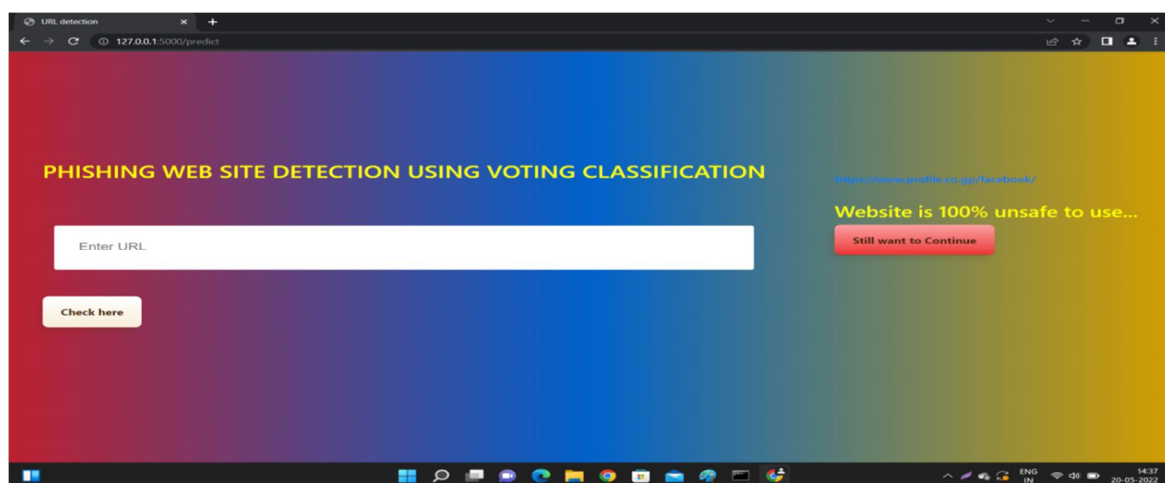 URL detection
127.0.0.1:5000/predict
PHISHING WEB SITE DETECTION USING VOTING CLASSIFICATION
https://www.profile.co.gp/facebook/
Website is 100% unsafe to use...
Enter URL
Still want to Continue
Check here
ENG
IN
14:37
20-05-2022